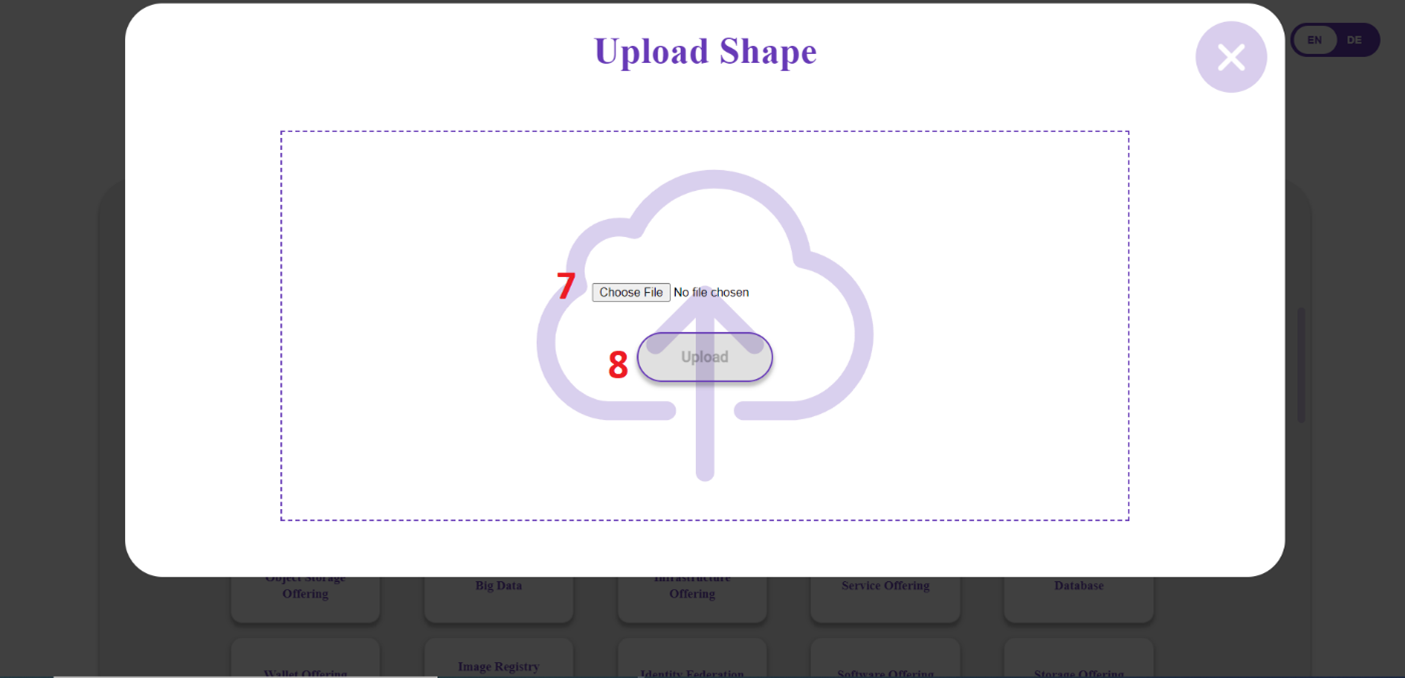 Upload Shape
EN DE
7 Choose File No file chosen
8 Upload
Object Storage
Offering
Big Data
Infrastructure
Offering
Service Offering
Database
Wallet Offering
Image Registry
Identity Federation
Software Offering
Storage Offering